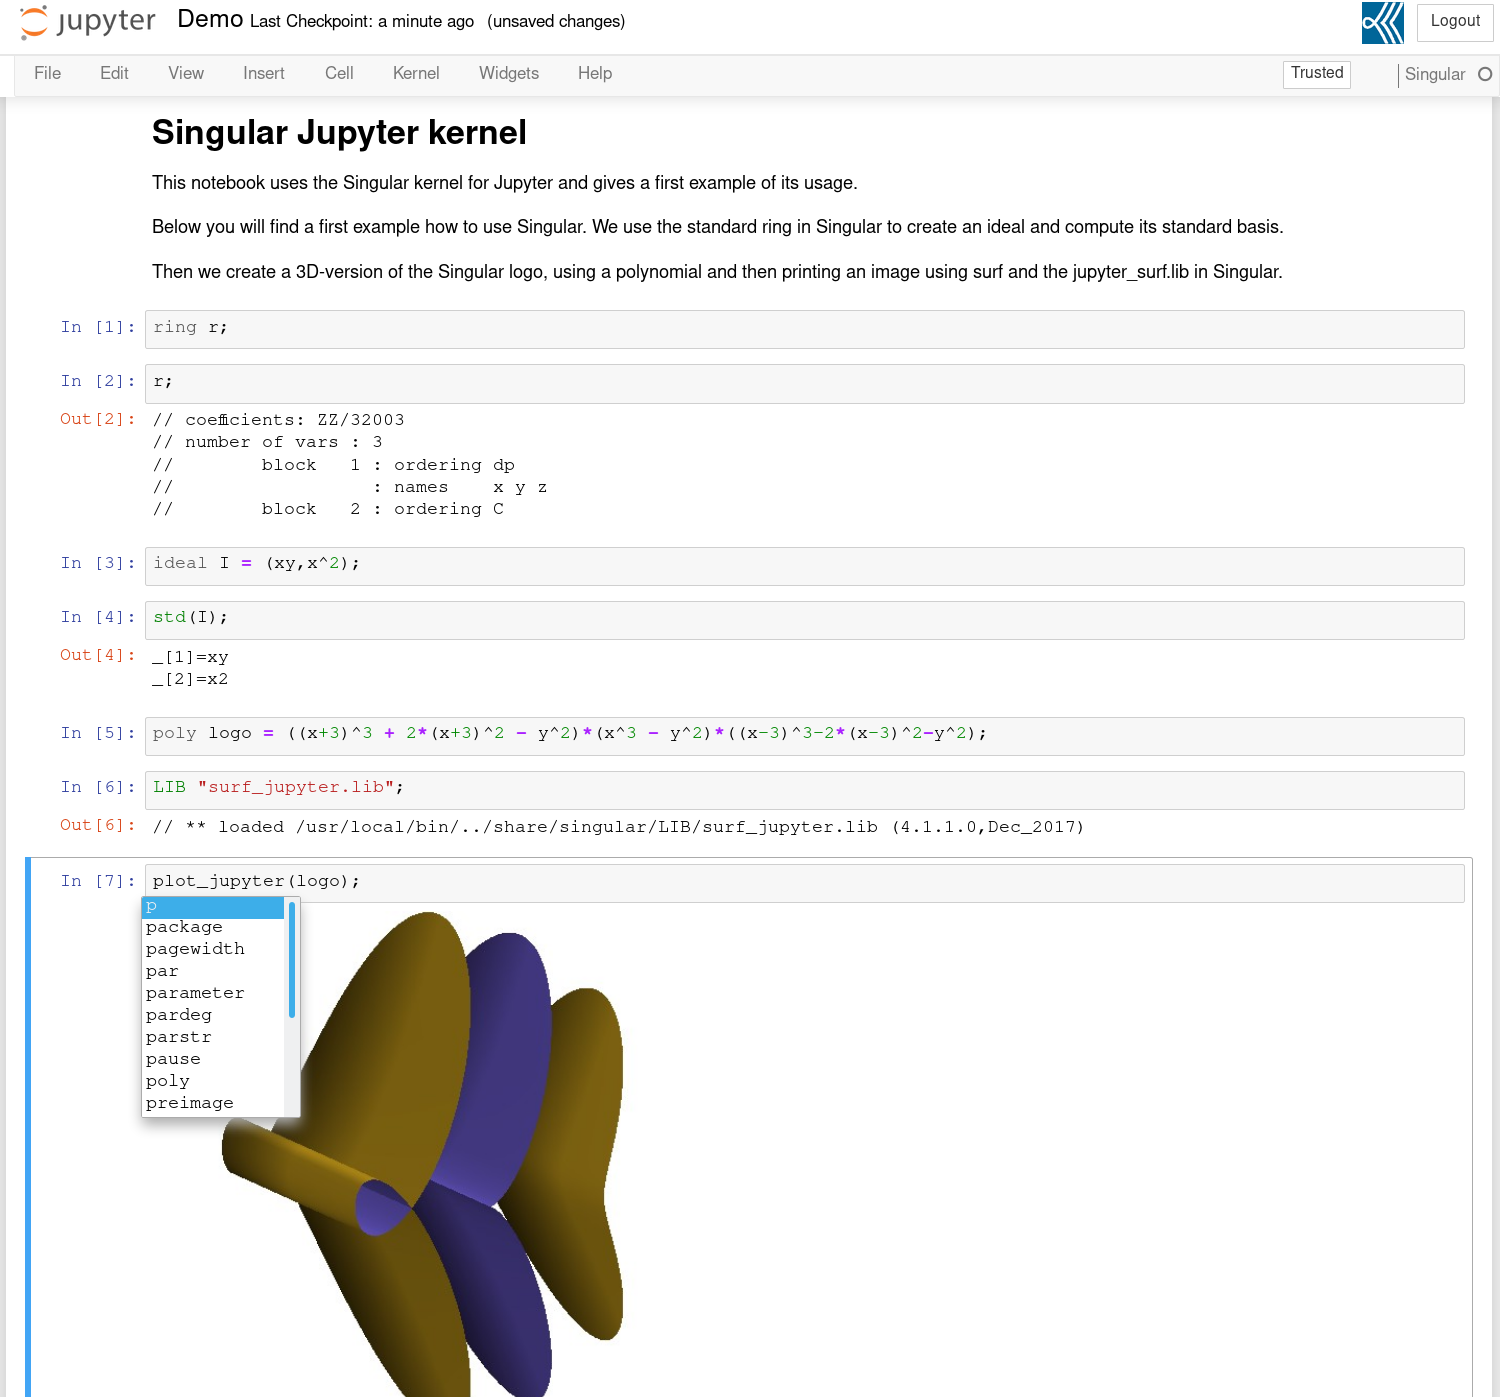 jupyter Demo Last Checkpoint: a minute ago (unsaved changes) Logout
File Edit View Insert Cell Kernel Widgets Help Trusted Singular
Singular Jupyter kernel
This notebook uses the Singular kernel for Jupyter and gives a first example of its usage.
Below you will find a first example how to use Singular. We use the standard ring in Singular to create an ideal and compute its standard basis.
Then we create a 3D-version of the Singular logo, using a polynomial and then printing an image using surf and the jupyter_surf.lib in Singular.
In [1]: ring r;
In [2]: r;
Out[2]: // coefficients: ZZ/32003
// number of vars : 3
//        block   1 : ordering dp
//                  : names    x y z
//        block   2 : ordering C
In [3]: ideal I = (xy,x^2);
In [4]: std(I);
Out[4]: _[1]=xy
_[2]=x2
In [5]: poly logo = ((x+3)^3 + 2*(x+3)^2 - y^2)*(x^3 - y^2)*((x-3)^3-2*(x-3)^2-y^2);
In [6]: LIB "surf_jupyter.lib";
Out[6]: // ** loaded /usr/local/bin/../share/singular/LIB/surf_jupyter.lib (4.1.1.0,Dec_2017)
In [7]: plot_jupyter(logo);
p
package
pagewidth
par
parameter
pardeg
parstr
pause
poly
preimage